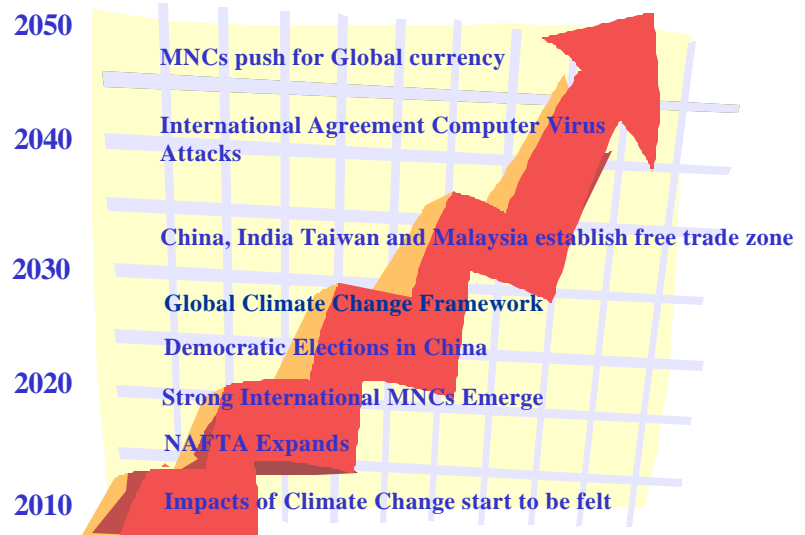 2050
MNCs push for Global currency
International Agreement Computer Virus
Attacks
2040
China, India Taiwan and Malaysia establish free trade zone
2030
Global Climate Change Framework
Democratic Elections in China
2020
Strong International MNCs Emerge
NAFTA Expands
2010
Impacts of Climate Change start to be felt